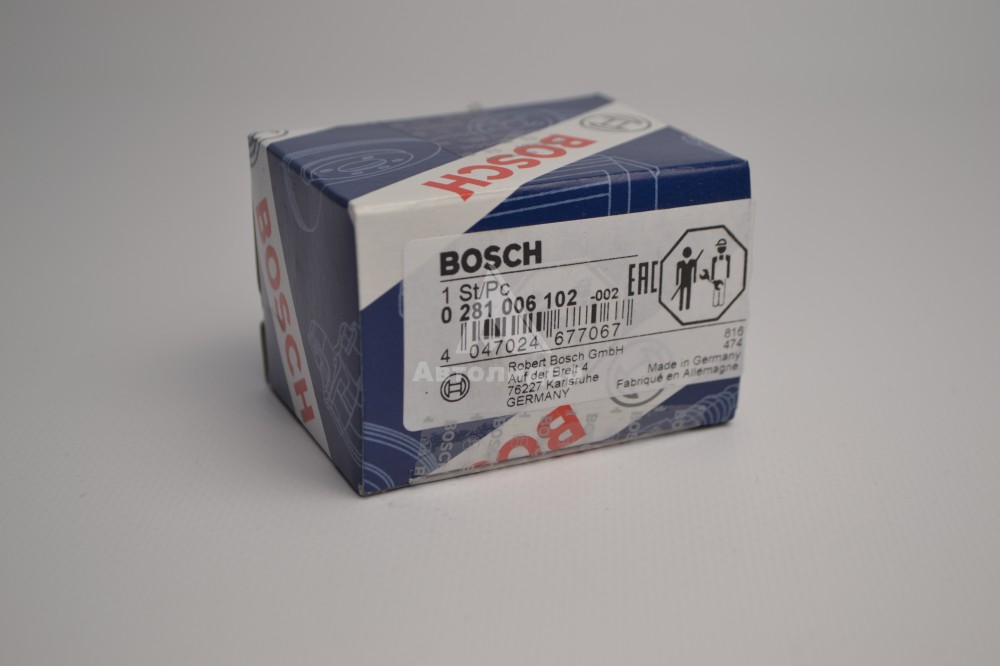 BOSCH
BOSCH
BOSCH
1 St/Pc
0 281 006 102 -002
EAC
4 047024 677067
Robert Bosch GmbH
Auf der Breit 4
76227 Karlsruhe
GERMANY
816
474
Made in Germany
Fabriqué en Allemagne
BOSCH